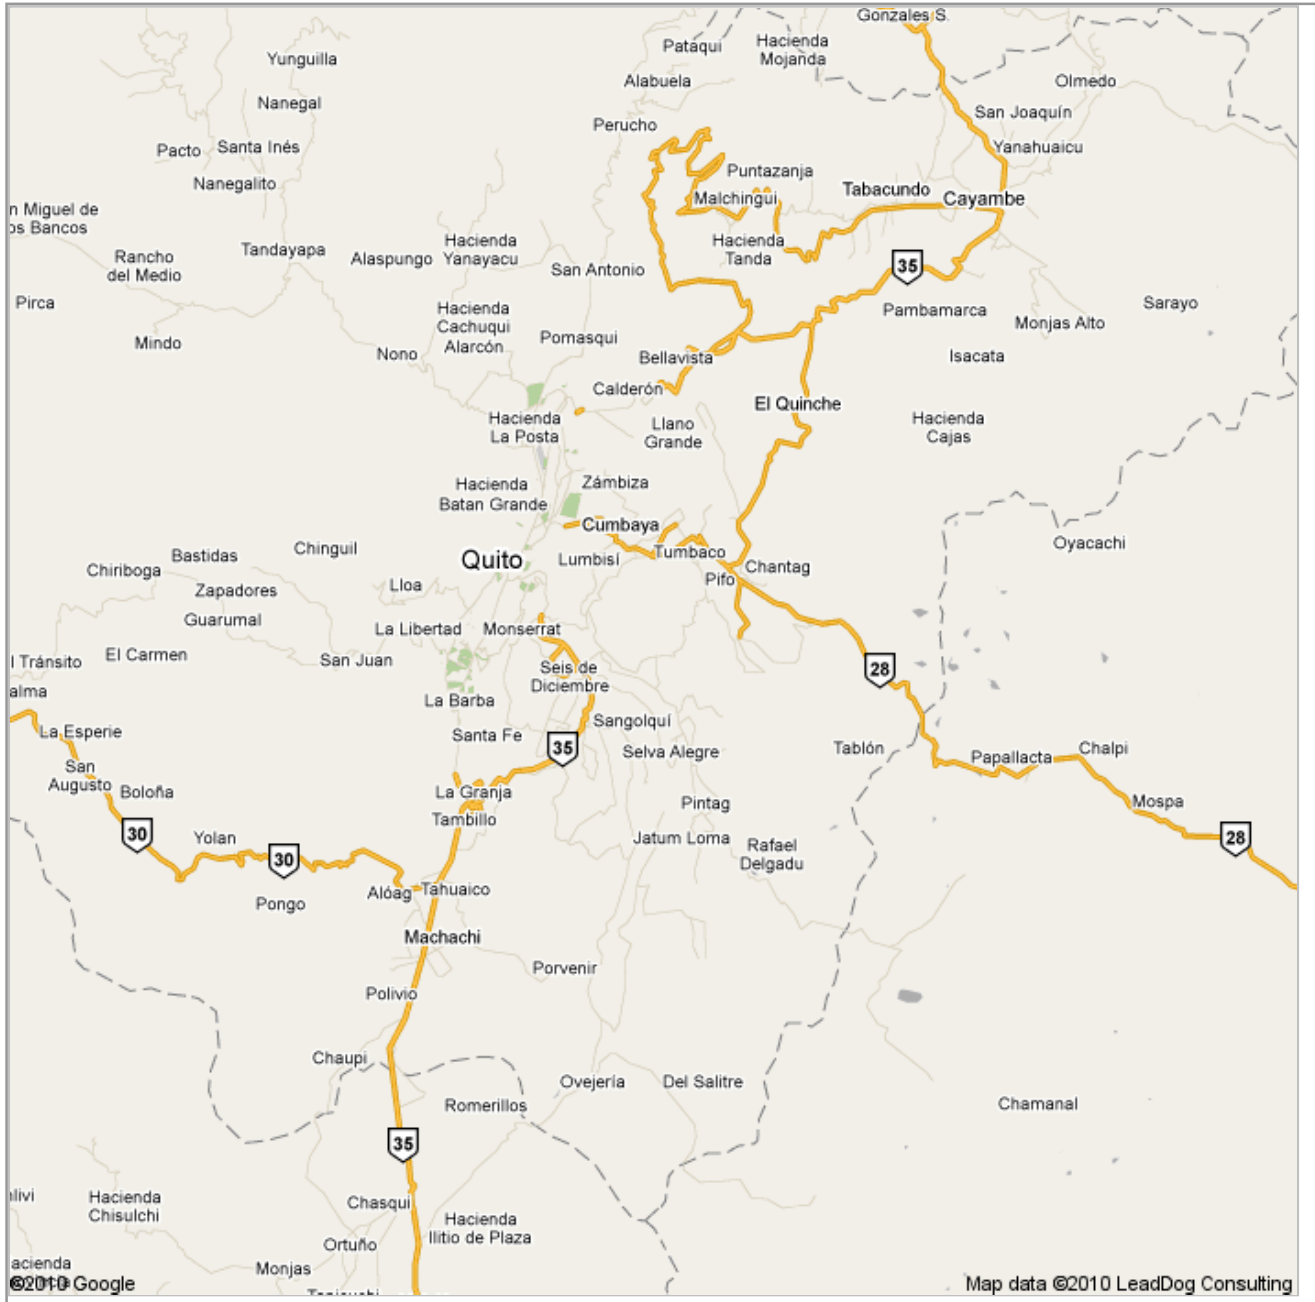 Gonzales S.
Pataqui
Hacienda
Mojanda
Yunguilla
Alabuela
Olmedo
Nanegal
San Joaquín
Perucho
Yanahuaicu
Pacto
Santa Inés
Puntazanja
Nanegalito
Malchingui
Tabacundo
Cayambe
n Miguel de
os Bancos
Hacienda
Yanayacu
Hacienda
Tanda
Tandayapa
Rancho
del Medio
Alaspungo
San Antonio
35
Pirca
Hacienda
Cachuqui
Alarcón
Pambamarca
Sarayo
Monjas Alto
Mindo
Pomasqui
Nono
Bellavista
Isacata
Calderón
El Quinche
Hacienda
La Posta
Llano
Grande
Hacienda
Cajas
Hacienda
Batan Grande
Zámbiza
Cumbaya
Oyacachi
Chinguil
Bastidas
Quito
Lumbisí
Tumbaco
Chantag
Chiriboga
Pifo
Zapadores
Lloa
Guarumal
La Libertad
Monserrat
l Tránsito
El Carmen
San Juan
Seis de
Diciembre
28
alma
La Barba
Sangolquí
La Esperie
Santa Fe
35
Selva Alegre
Tablón
Papallacta
Chalpi
San
Augusto
Boloña
La Granja
Pintag
Mospa
Tambillo
30
Yolan
Jatum Loma
Rafael
Delgadu
28
30
Alóag
Tahuaico
Pongo
Machachi
Porvenir
Polivio
Chaupi
Ovejería
Del Salitre
Romerillos
Chamanal
35
nlivi
Hacienda
Chisulchi
Chasqui
Hacienda
Ilitio de Plaza
Ortuño
acienda
Monjas
©2010 Google
Map data ©2010 LeadDog Consulting